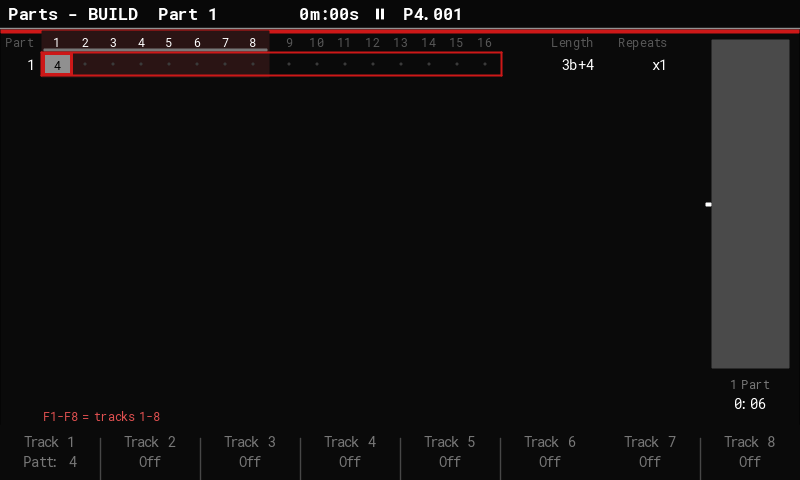 Parts - BUILD Part 1 0m:00s P4.001
Part 1 2 3 4 5 6 7 8 9 10 11 12 13 14 15 16 Length Repeats
1 4 · · · · · · · · · · · · · · · 3b+4 x1
1 Part
0:06
F1-F8 = tracks 1-8
Track 1 Track 2 Track 3 Track 4 Track 5 Track 6 Track 7 Track 8
Patt: 4 Off Off Off Off Off Off Off